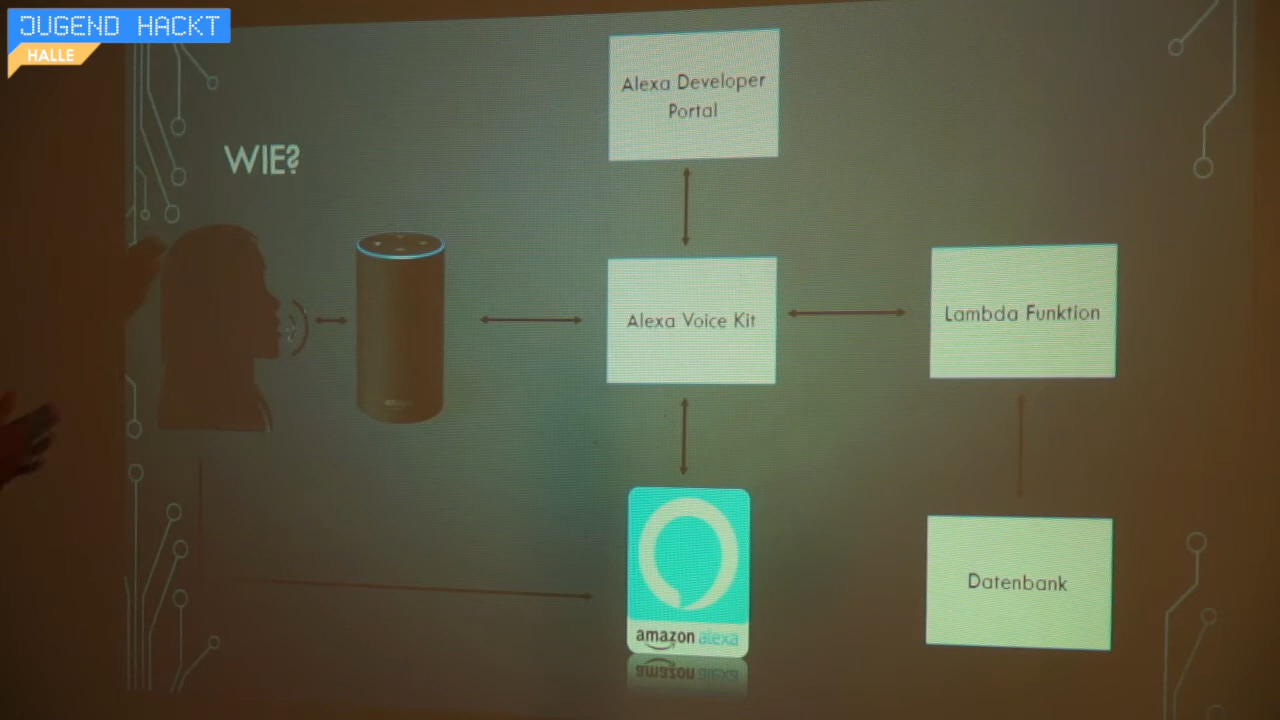 JUGEND HACKT
HALLE
WIE?
Alexa Developer
Portal
Alexa Voice Kit
Lambda Funktion
Datenbank
amazon alexa